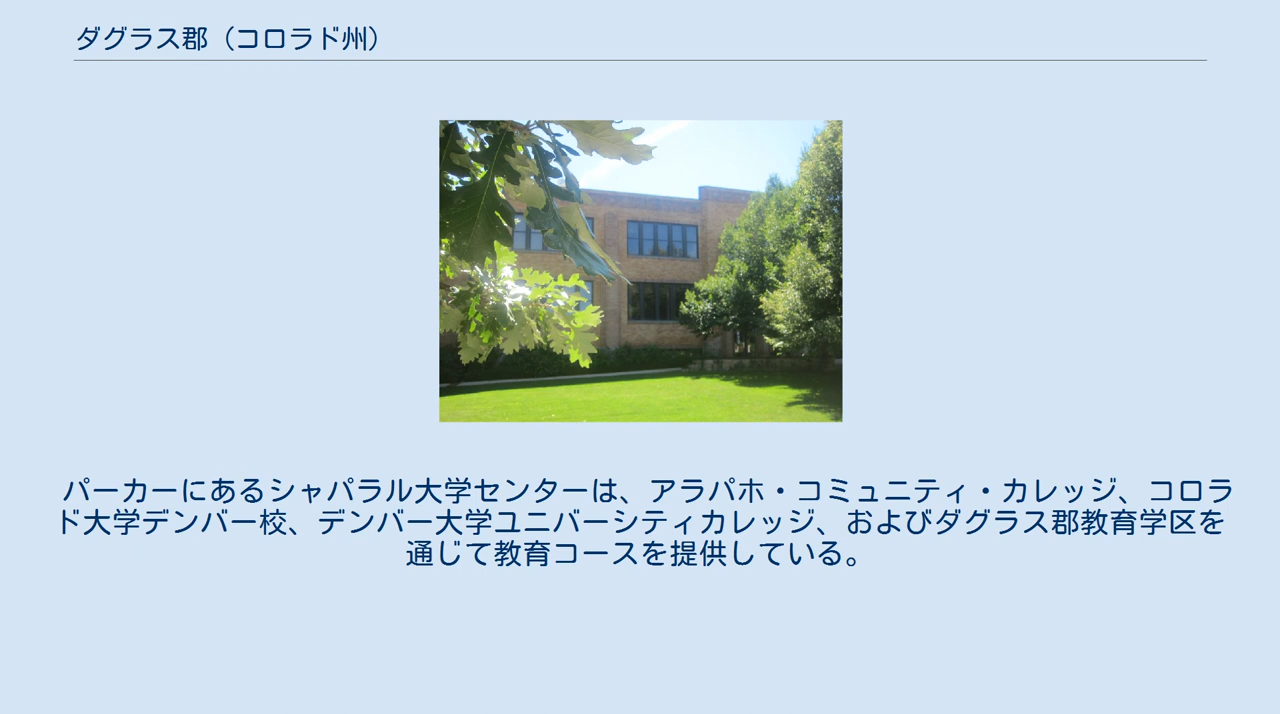 ダグラス郡（コロラド州）
パーカーにあるシャパラル大学センターは、アラパホ・コミュニティ・カレッジ、コロラ
ド大学デンバー校、デンバー大学ユニバーシティカレッジ、およびダグラス郡教育学区を
通じて教育コースを提供している。